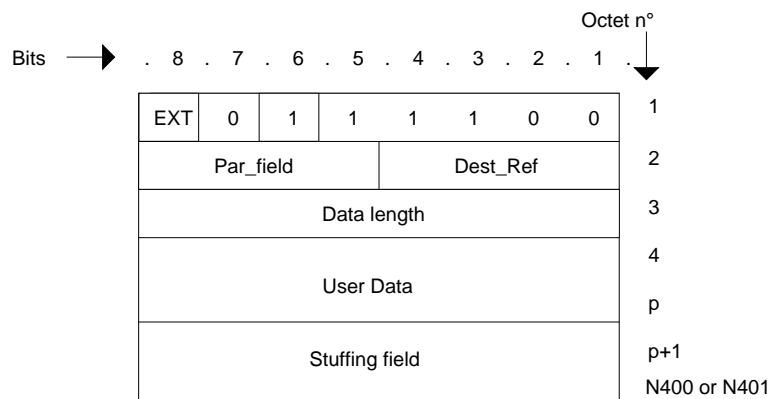 Octet n°
Bits . 8 . 7 . 6 . 5 . 4 . 3 . 2 . 1 .
EXT 0 1 1 1 1 0 0 1
Par_field Dest_Ref 2
Data length 3
4
User Data
p
Stuffing field p+1
N400 or N401